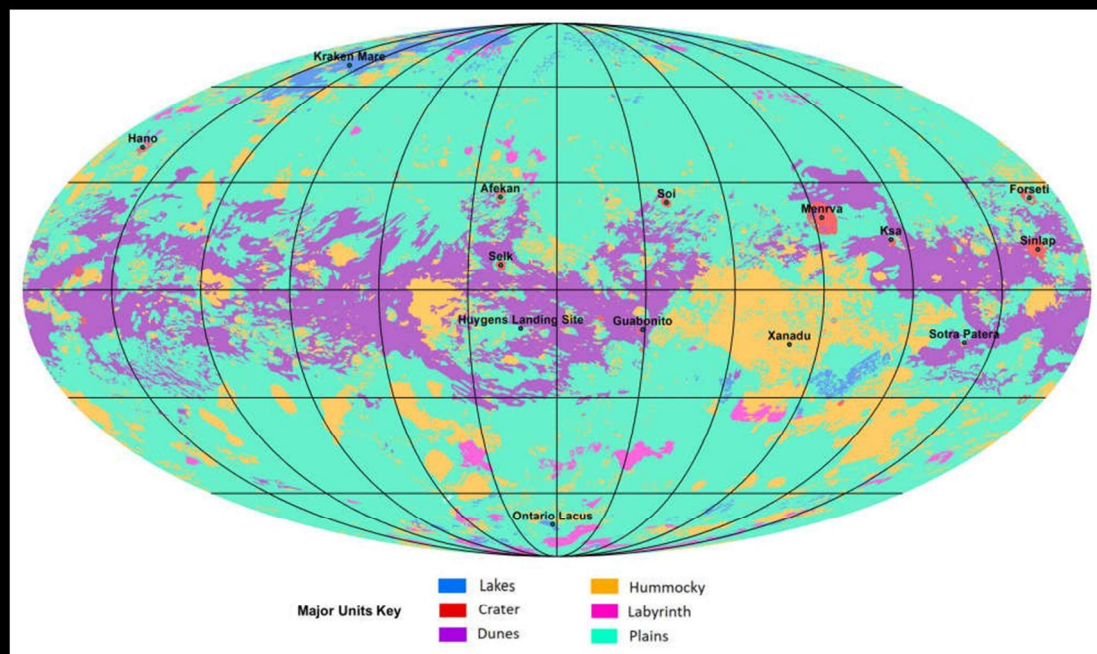 Kraken Mare
Hano
Afekan
Soi
Forseti
Menrva
Ksa
Sinlap
Selk
Huygens Landing Site
Guabonito
Xanadu
Sotra Patera
Ontario Lacus
Major Units Key
Lakes
Crater
Dunes
Hummocky
Labyrinth
Plains